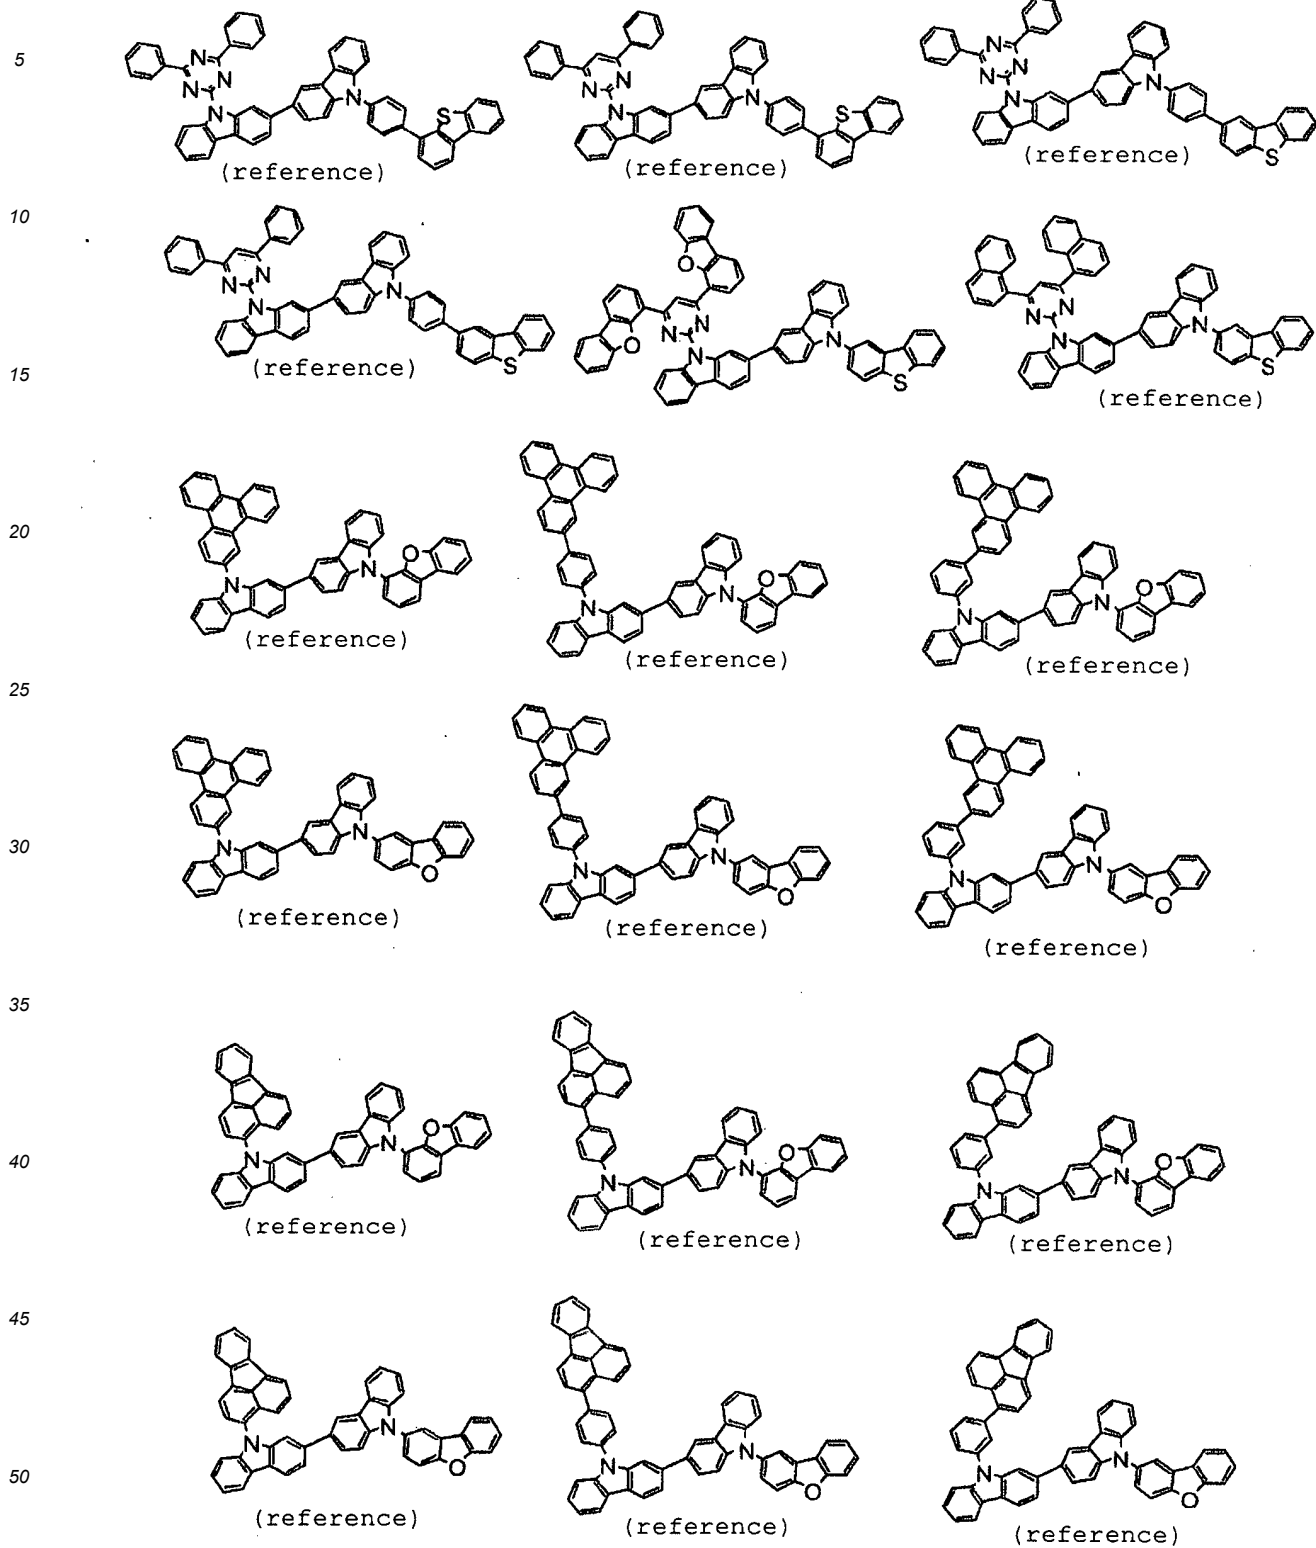 5
N N N N N S
N N N N S
N N N N N S
(reference) (reference) (reference)
10
N N N N S
O O N N N N S
N N N N S
(reference) (reference)
15
20
N N O
N N O
N N O
(reference) (reference) (reference)
25
30
N N O
N N O
N N O
(reference) (reference) (reference)
35
40
N N O
N N O
N N O
(reference) (reference) (reference)
45
50
N N O
N N O
N N O
(reference) (reference) (reference)